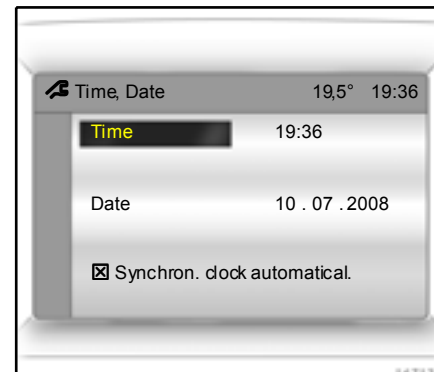 Time, Date 19,5° 19:36
Time 19:36
Date 10 . 07 . 2008
Synchron. clock automatical.